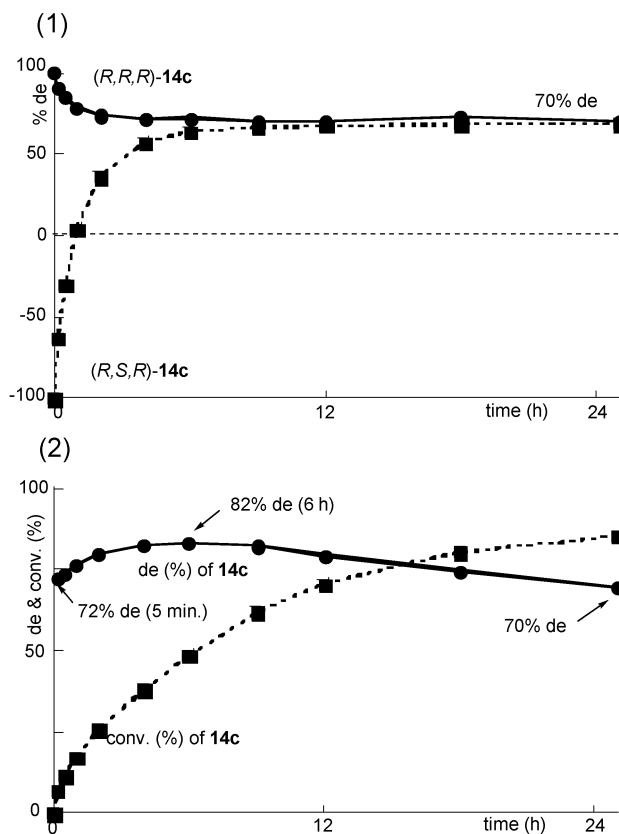 (1)
100
% de
(R,R,R)-14c
70% de
50
0
-50
(R,S,R)-14c
-100
0
12
time (h)
24
(2)
100
82% de (6 h)
de & conv. (%)
de (%) of 14c
72% de (5 min.)
70% de
50
conv. (%) of 14c
0
0
12
time (h)
24